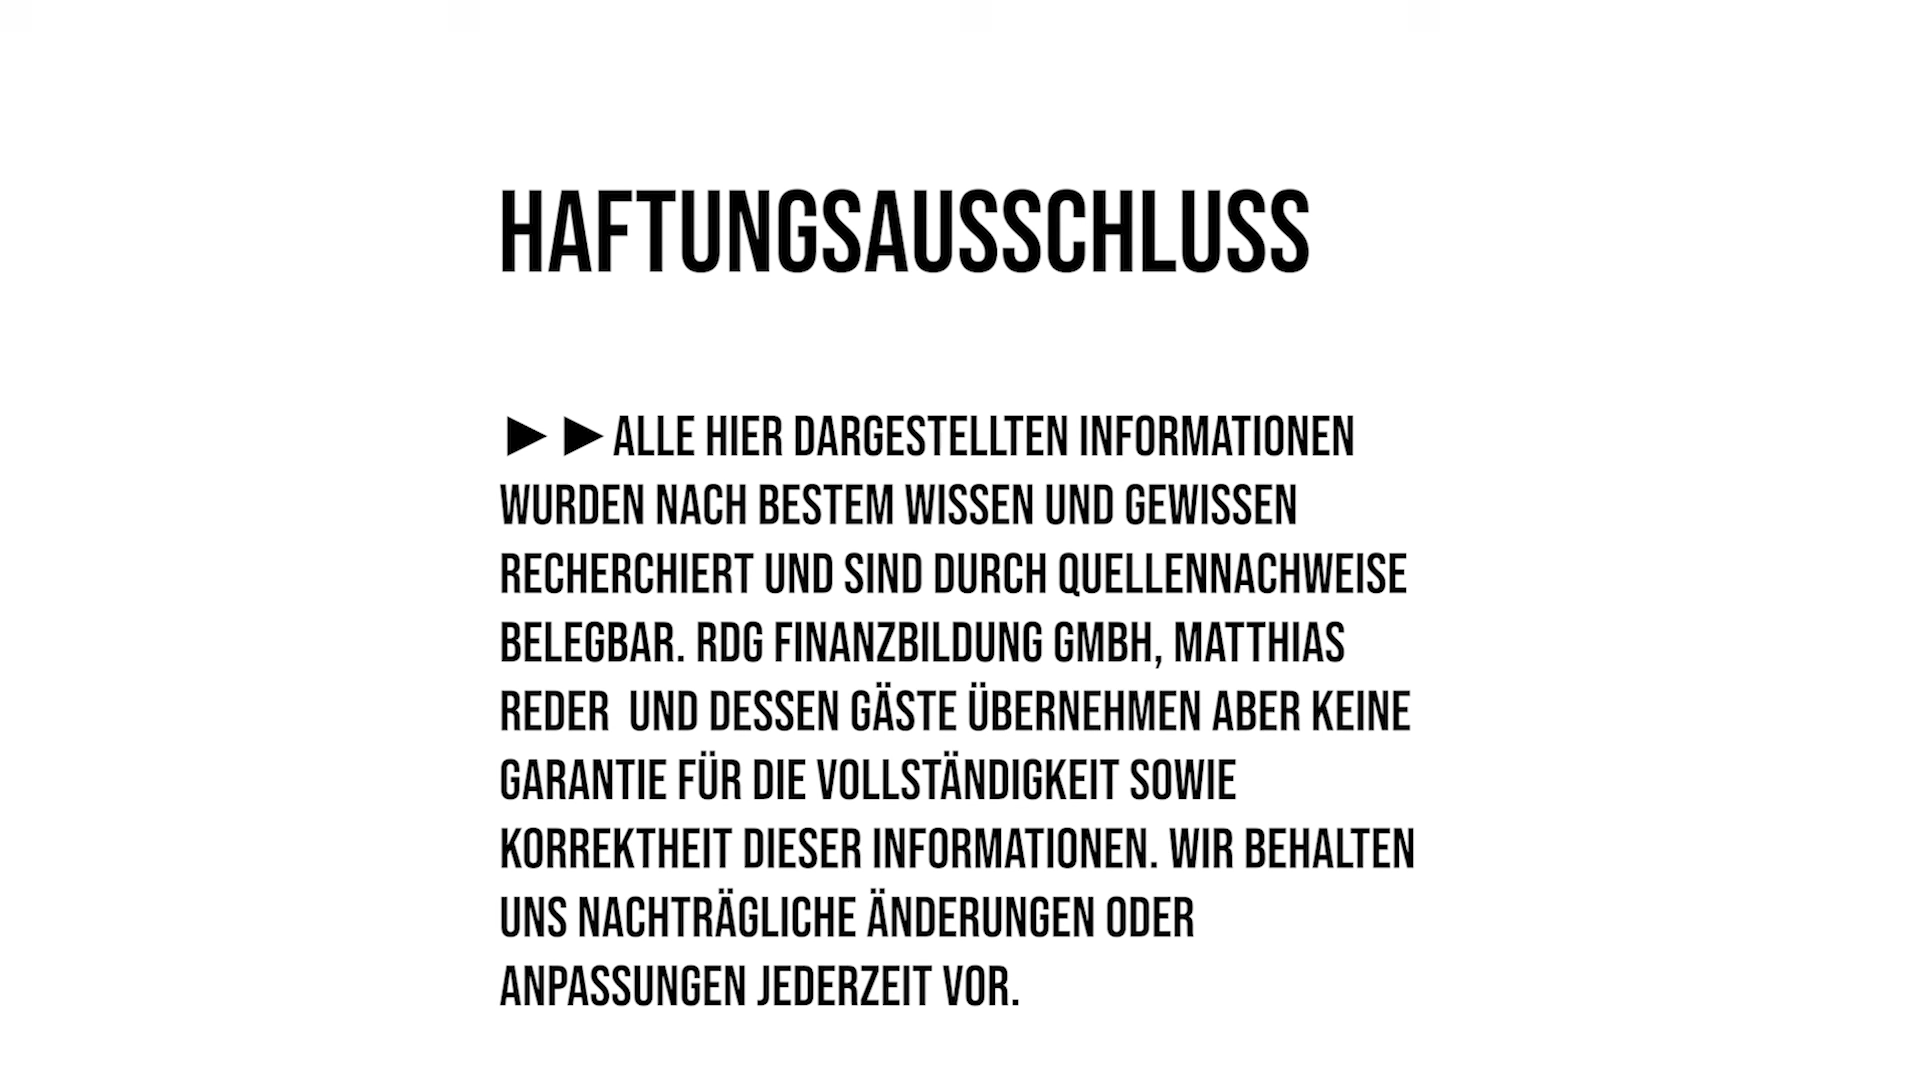 HAFTUNGSAUSSCHLUSS
►►ALLE HIER DARGESTELLTEN INFORMATIONEN
WURDEN NACH BESTEM WISSEN UND GEWISSEN
RECHERCHIERT UND SIND DURCH QUELLENNACHWEISE
BELEGBAR. RDG FINANZBILDUNG GMBH, MATTHIAS
REDER  UND DESSEN GÄSTE ÜBERNEHMEN ABER KEINE
GARANTIE FÜR DIE VOLLSTÄNDIGKEIT SOWIE
KORREKTHEIT DIESER INFORMATIONEN. WIR BEHALTEN
UNS NACHTRÄGLICHE ÄNDERUNGEN ODER
ANPASSUNGEN JEDERZEIT VOR.